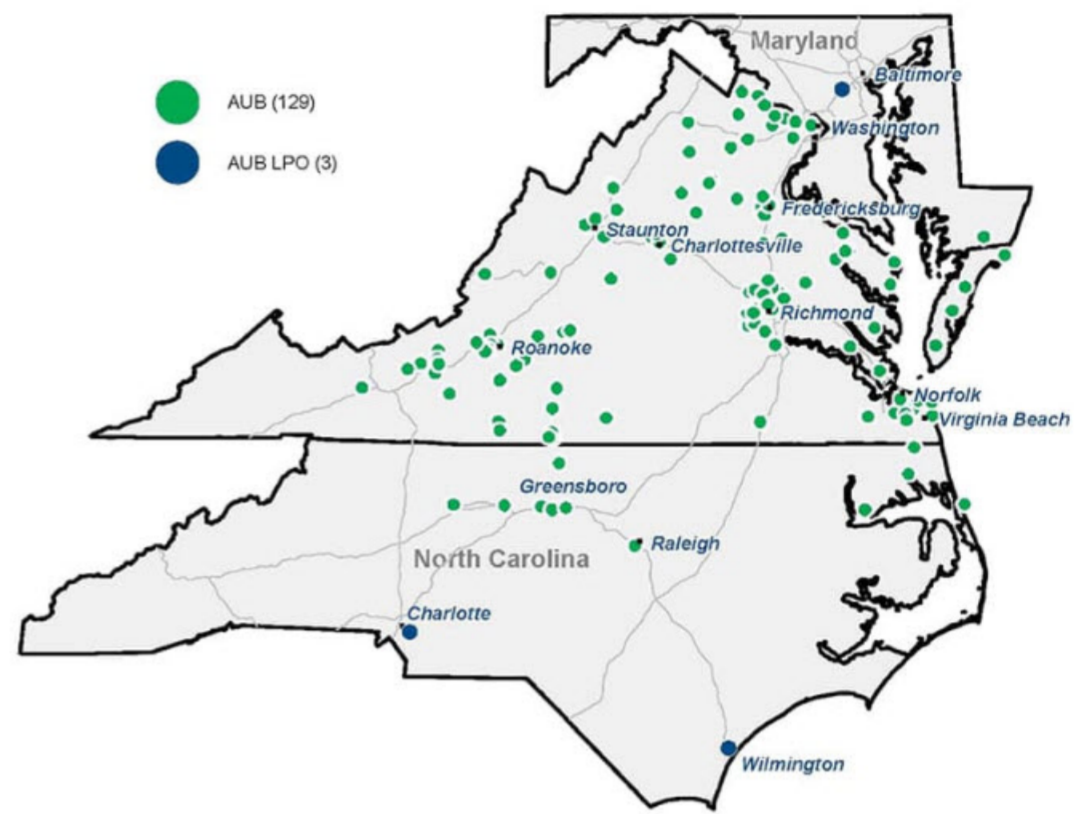 Maryland
Baltimore
AUB (129)
Washington
AUB LPO (3)
Fredericksburg
Staunton
Charlottesville
Richmond
Roanoke
Norfolk
Virginia Beach
Greensboro
Raleigh
North Carolina
Charlotte
Wilmington